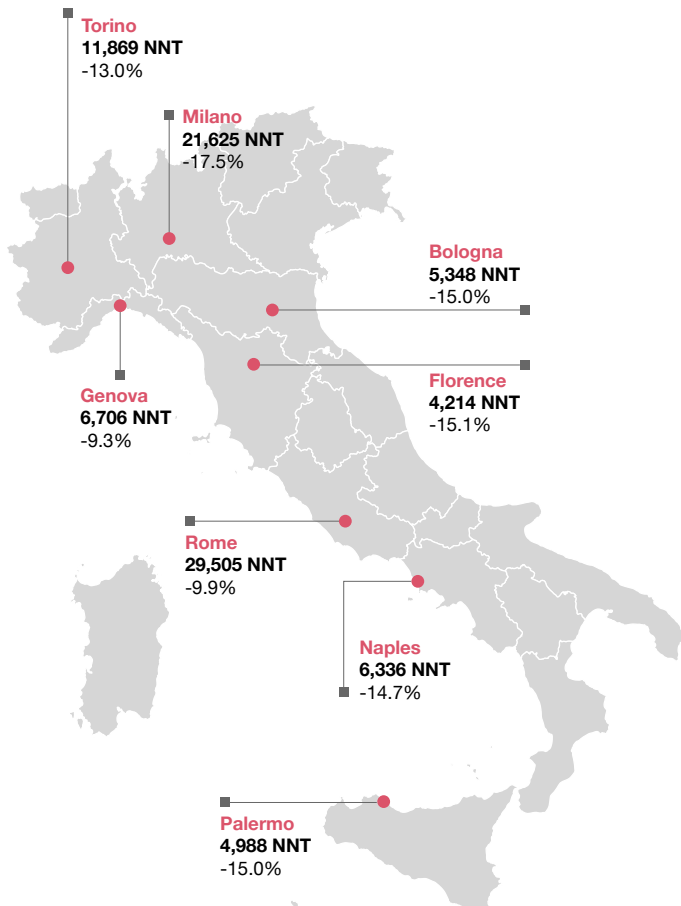 Torino
11,869 NNT
-13.0%
Milano
21,625 NNT
-17.5%
Bologna
5,348 NNT
-15.0%
Florence
4,214 NNT
-15.1%
Genova
6,706 NNT
-9.3%
Rome
29,505 NNT
-9.9%
Naples
6,336 NNT
-14.7%
Palermo
4,988 NNT
-15.0%